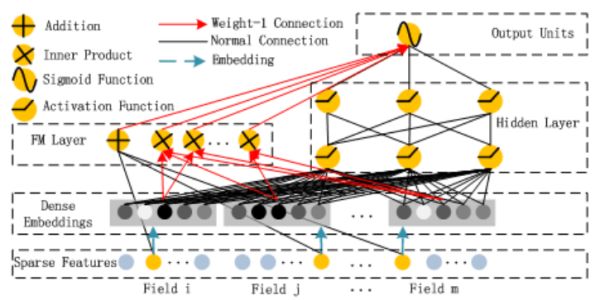 Addition
Inner Product
Sigmoid Function
Activation Function
Weight-1 Connection
Normal Connection
Embedding
Output Units
FM Layer
...
Hidden Layer
Dense
Embeddings
...
Sparse Features
... ... ... ... ...
Field i Field j ... Field m